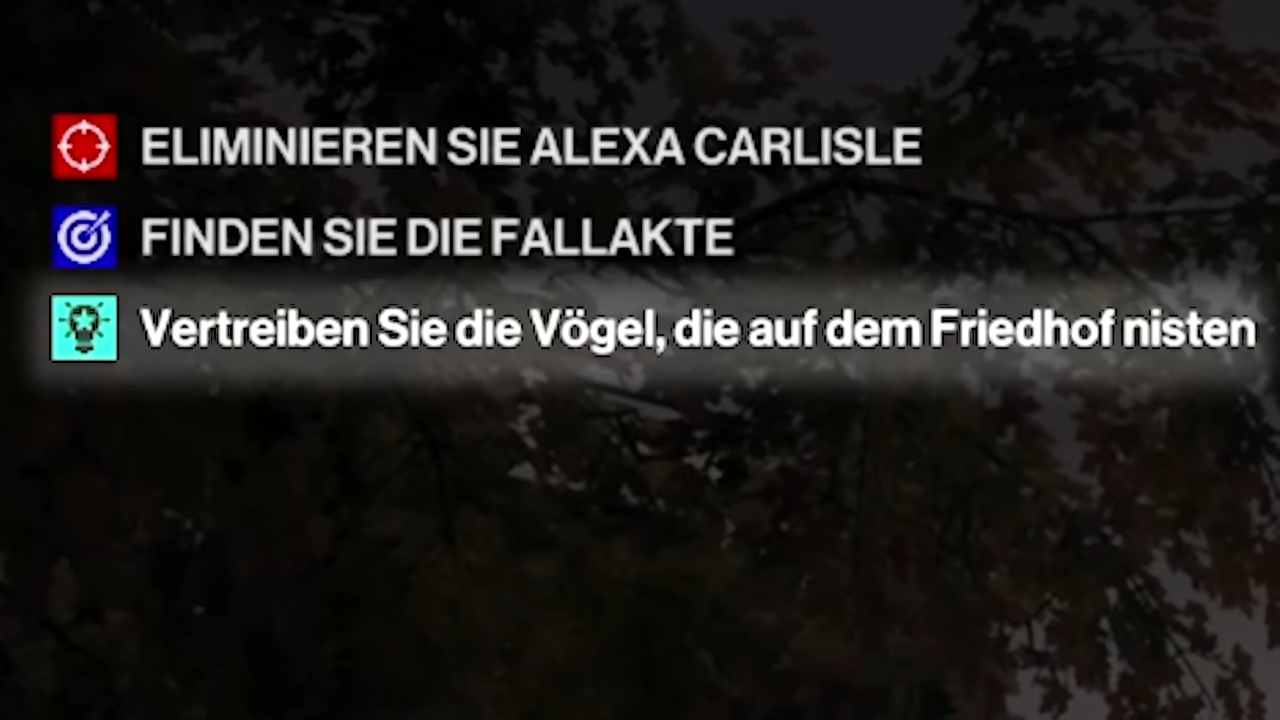 ELIMINIEREN SIE ALEXA CARLISLE
FINDEN SIE DIE FALLAKTE
Vertreiben Sie die Vögel, die auf dem Friedhof nisten